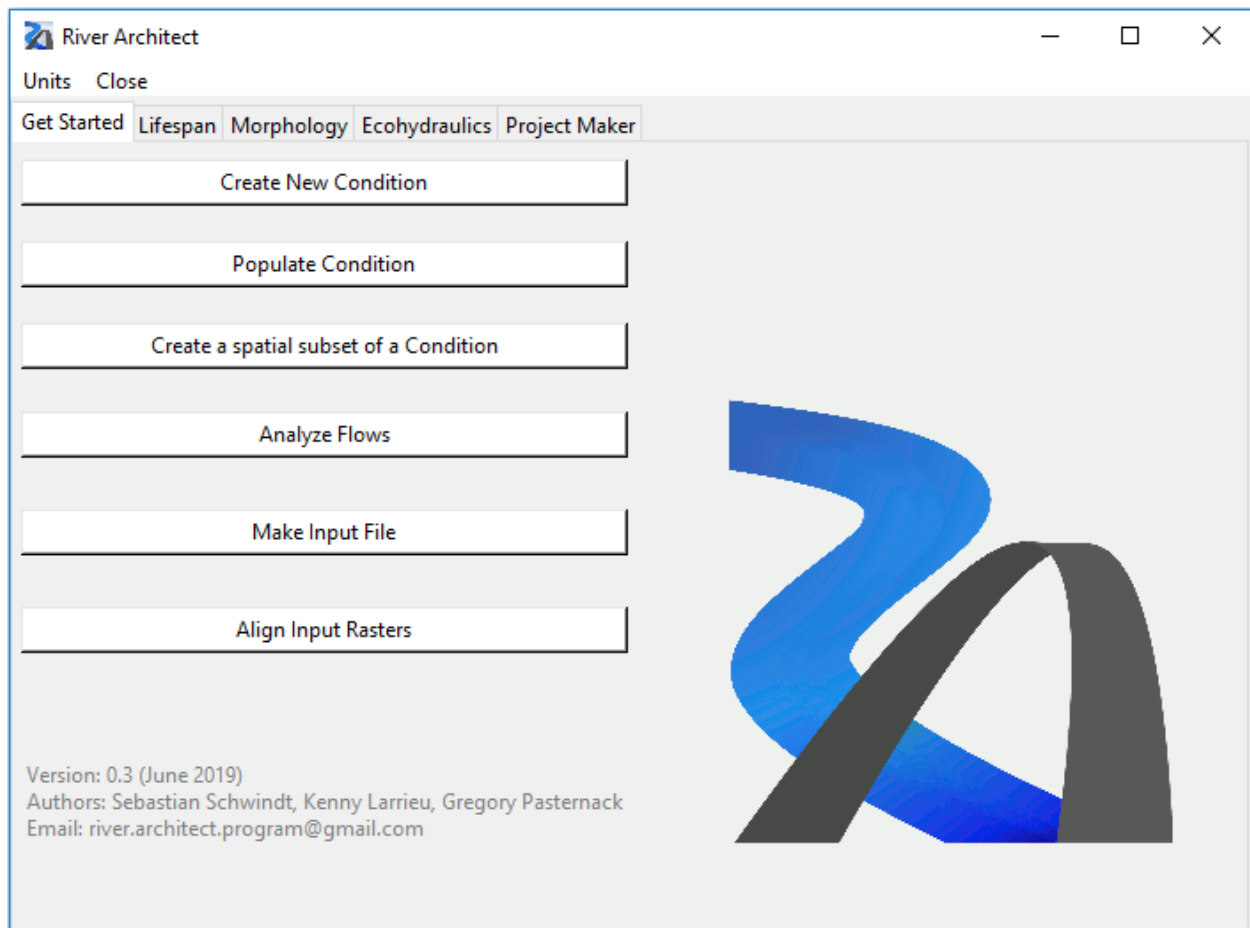 River Architect
Units Close
Get Started Lifespan Morphology Ecohydraulics Project Maker
Create New Condition
Populate Condition
Create a spatial subset of a Condition
Analyze Flows
Make Input File
Align Input Rasters
Version: 0.3 (June 2019)
Authors: Sebastian Schwindt, Kenny Larrieu, Gregory Pasternack
Email: river.architect.program@gmail.com